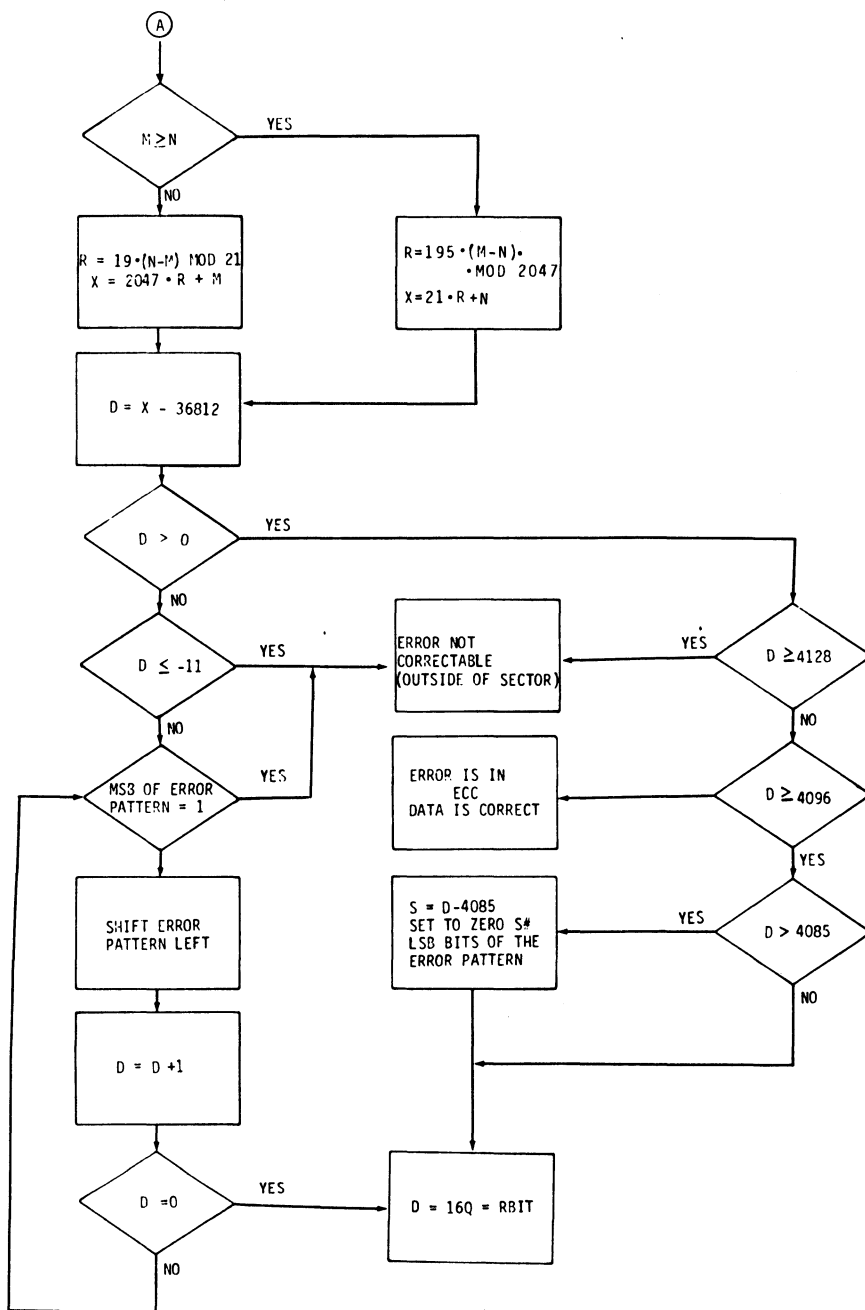 A
M ≥ N
YES
NO
R = 19•(N-M) MOD 21
X = 2047 • R + M
R=195•(M-N)•
•MOD 2047
X=21•R+N
D = X - 36812
D > 0
YES
NO
D ≤ -11
YES
NO
ERROR NOT
CORRECTABLE
(OUTSIDE OF SECTOR)
YES
D ≥4128
NO
MSB OF ERROR
PATTERN = 1
YES
ERROR IS IN
ECC
DATA IS CORRECT
D ≥4096
YES
SHIFT ERROR
PATTERN LEFT
S = D-4085
SET TO ZERO S#
LSB BITS OF THE
ERROR PATTERN
YES
D > 4085
NO
D = D +1
D =0
YES
NO
D = 16Q = RBIT